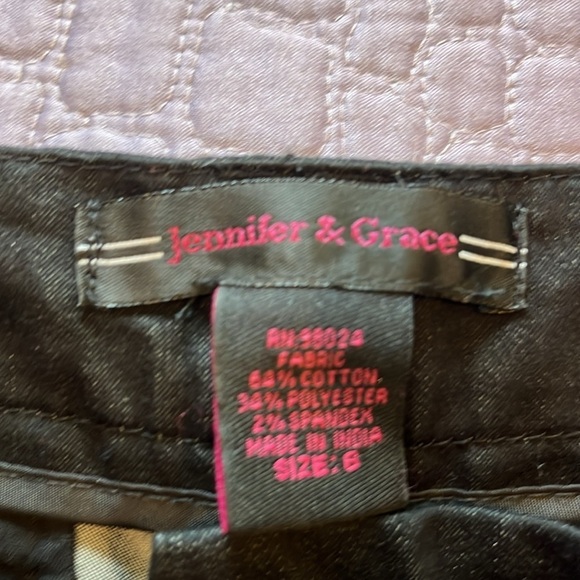 Jennifer & Grace
RN 98024
FABRIC
64% COTTON
34% POLYESTER
2% SPANDEX
MADE IN INDIA
SIZE: 6